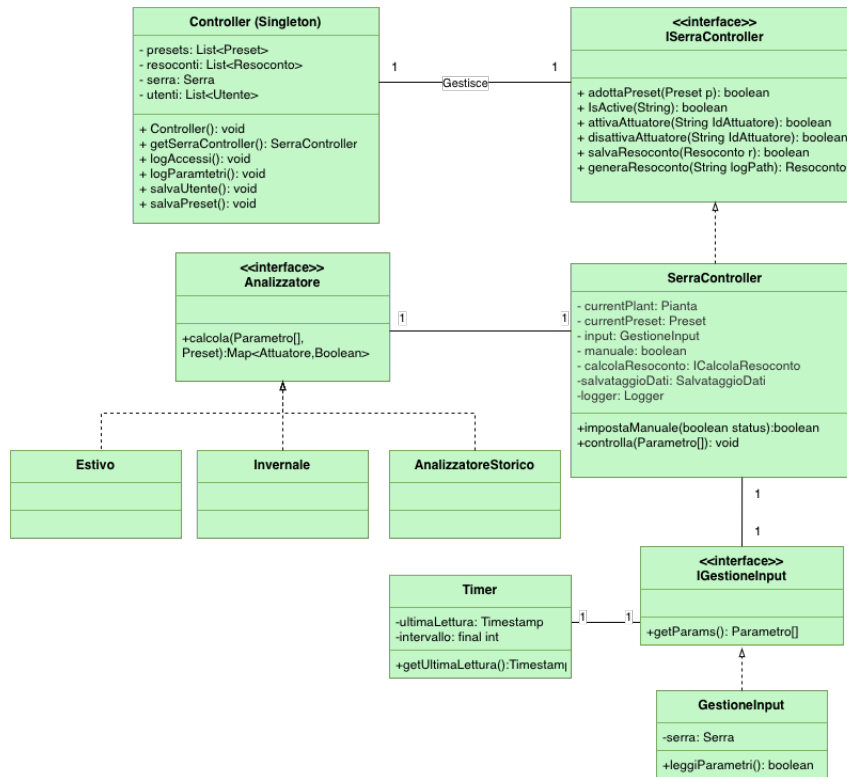 Controller (Singleton)
- presets: List<Preset>
- resoconti: List<Resoconto>
- serra: Serra
- utenti: List<Utente>
+ Controller(): void
+ getSerraController(): SerraController
+ logAccessi(): void
+ logParamtetri(): void
+ salvaUtente(): void
+ salvaPreset(): void
1
Gestisce
1
<<interface>>
ISerraController
+ adottaPreset(Preset p): boolean
+ IsActive(String): boolean
+ attivaAttuatore(String IdAttuatore): boolean
+ disattivaAttuatore(String IdAttuatore): boolean
+ salvaResoconto(Resoconto r): boolean
+ generaResoconto(String logPath): Resoconto
<<interface>>
Analizzatore
+calcola(Parametro[],
Preset):Map<Attuatore,Boolean>
1
1
SerraController
- currentPlant: Pianta
- currentPreset: Preset
- input: GestioneInput
- manuale: boolean
- calcolaResoconto: ICalcolaResoconto
-salvataggioDati: SalvataggioDati
-logger: Logger
+impostaManuale(boolean status):boolean
+controlla(Parametro[]): void
Estivo
Invernale
AnalizzatoreStorico
1
1
<<interface>>
IGestioneInput
+getParams(): Parametro[]
Timer
-ultimaLettura: Timestamp
-intervallo: final int
+getUltimaLettura():Timestamp
1
1
GestioneInput
-serra: Serra
+leggiParametri(): boolean